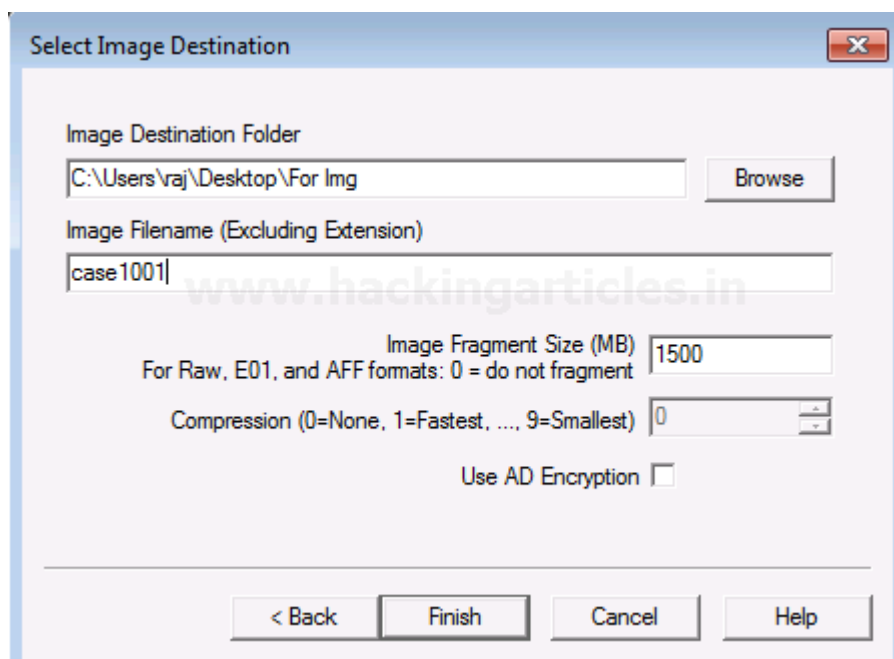 Select Image Destination
Image Destination Folder
C:\Users\raj\Desktop\For Img
Browse
Image Filename (Excluding Extension)
case1001
www.hackingarticles.in
Image Fragment Size (MB)
For Raw, E01, and AFF formats: 0 = do not fragment
1500
Compression (0=None, 1=Fastest, ..., 9=Smallest)
0
Use AD Encryption
< Back
Finish
Cancel
Help